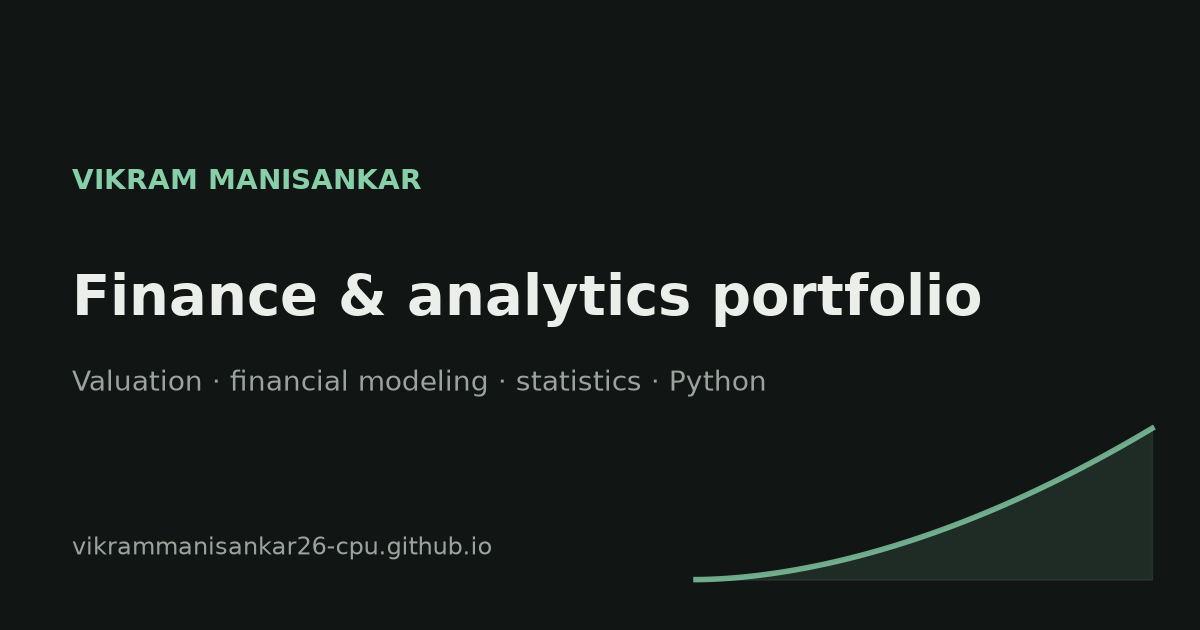 VIKRAM MANISANKAR
Finance & analytics portfolio
Valuation · financial modeling · statistics · Python
vikrammanisankar26-cpu.github.io